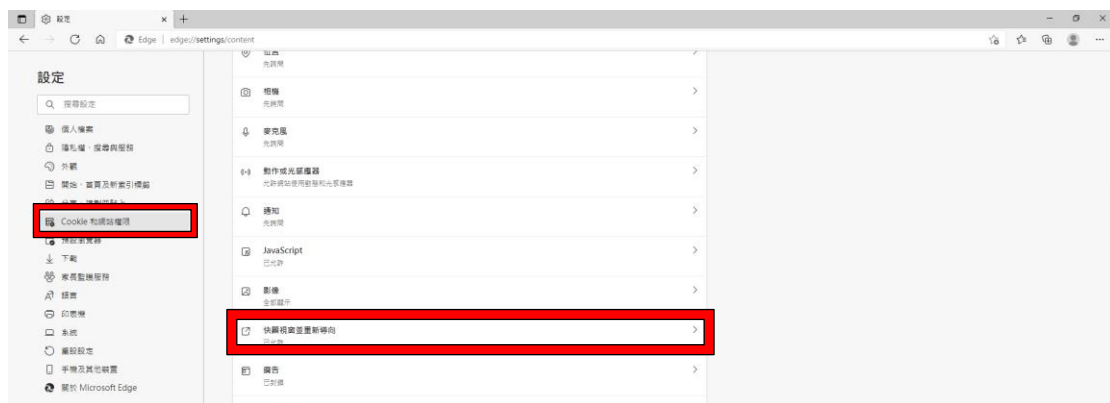 設定
Edge | edge://settings/content
設定
搜尋設定
個人檔案
隱私權、搜尋與服務
外觀
開始、首頁及新索引標籤
Cookie 和網站權限
預設瀏覽器
下載
家長監護服務
語言
印表機
系統
重設設定
手機及其他裝置
關於 Microsoft Edge
位置
先詢問
相機
先詢問
麥克風
先詢問
動作或光感應器
允許網站使用動態和光感應器
通知
先詢問
JavaScript
已允許
影像
全部顯示
快顯視窗並重新導向
已允許
廣告
已封鎖